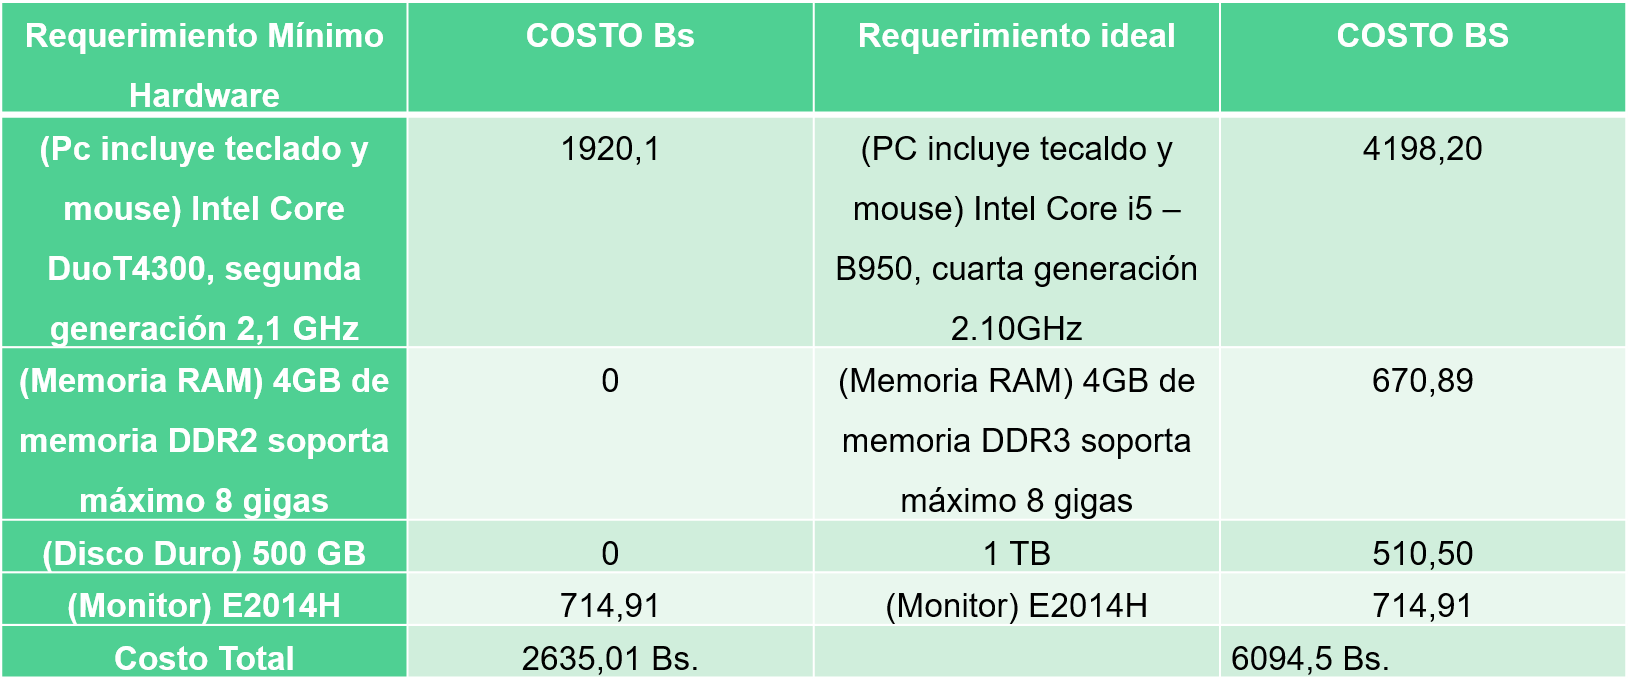 Requerimiento Mínimo
Hardware
COSTO Bs
Requerimiento ideal
COSTO BS
(Pc incluye teclado y
mouse) Intel Core
DuoT4300, segunda
generación 2,1 GHz
1920,1
(PC incluye tecaldo y
mouse) Intel Core i5 –
B950, cuarta generación
2.10GHz
4198,20
(Memoria RAM) 4GB de
memoria DDR2 soporta
máximo 8 gigas
0
(Memoria RAM) 4GB de
memoria DDR3 soporta
máximo 8 gigas
670,89
(Disco Duro) 500 GB
0
1 TB
510,50
(Monitor) E2014H
714,91
(Monitor) E2014H
714,91
Costo Total
2635,01 Bs.
6094,5 Bs.